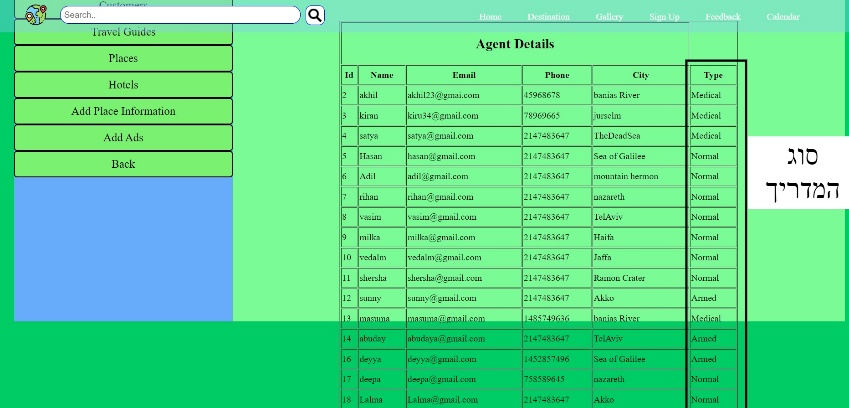 Customers
Search..
Home Destination Gallery Sign Up Feedback Calendar
Travel Guides
Places
Hotels
Add Place Information
Add Ads
Back
Agent Details
Id Name Email Phone City Type
2 akhil akhil23@gmai.com 45968678 banias River Medical
3 kiran kiru34@gmail.com 78969665 jurselm Medical
4 satya satya@gmail.com 2147483647 TheDeadSea Medical
5 Hasan hasan@gmail.com 2147483647 Sea of Galilee Normal
6 Adil adil@gmail.com 2147483647 mountain hermon Normal
7 rihan rihan@gmail.com 2147483647 nazareth Normal
8 vasim vasim@gmail.com 2147483647 TelAviv Normal
9 milka milka@gmail.com 2147483647 Haifa Normal
10 vedalm vedalm@gmail.com 2147483647 Jaffa Normal
11 shersha shersha@gmail.com 2147483647 Ramon Crater Normal
12 sunny sunny@gmail.com 2147483647 Akko Armed
13 masuma masuma@gmail.com 1485749636 banias River Medical
14 abuday abudaya@gmail.com 2147483647 TelAviv Armed
16 deyya deyya@gmail.com 1452857496 Sea of Galilee Armed
17 deepa deepa@gmail.com 758589645 nazareth Normal
18 Lalma Lalma@gmail.com 2147483647 Akko Normal
סוג
המדריך